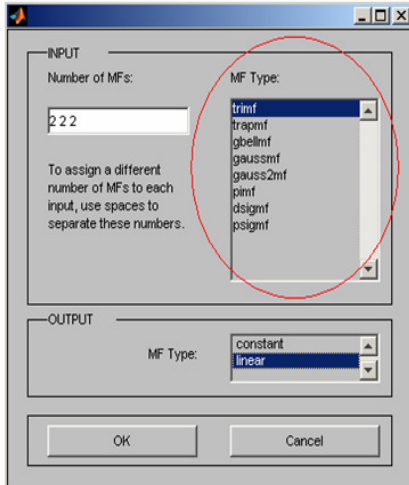 INPUT
Number of MFs:
2 2 2
To assign a different
number of MFs to each
input, use spaces to
separate these numbers.
MF Type:
trimf
trapmf
gbellmf
gaussmf
gauss2mf
pimf
dsigmf
psigmf
OUTPUT
MF Type:
constant
linear
OK
Cancel